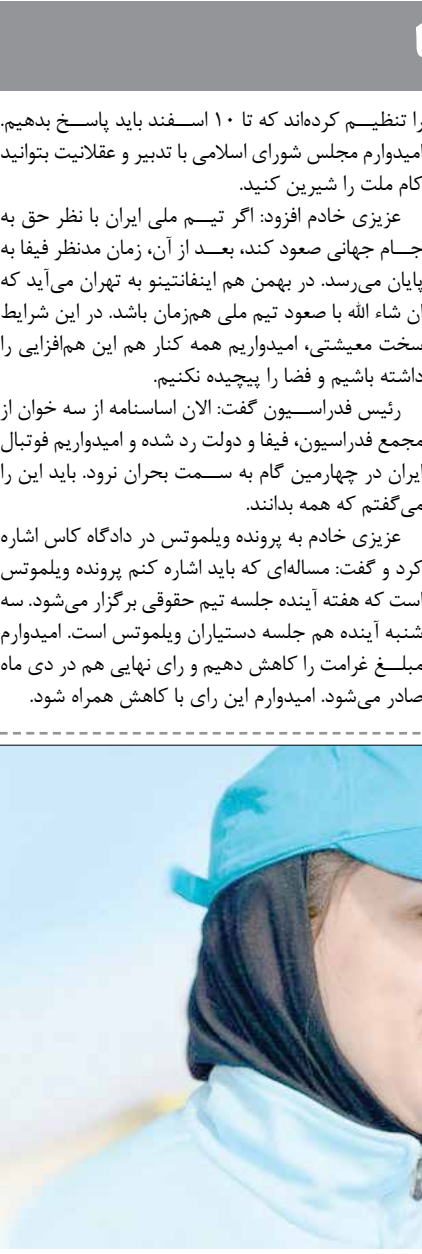 را تنظیم کرده‌اند که تا ۱۰ اسفند باید پاسخ بدهیم.
امیدوارم مجلس شورای اسلامی با تدبیر و عقلانیت بتوانید
کام ملت را شیرین کنید.
عزیزی خادم افزود: اگر تیم ملی ایران با نظر حق به
جام جهانی صعود کند، بعد از آن، زمان مدنظر فیفا به
پایان می‌رسد. در بهمن هم اینفانتینو به تهران می‌آید که
ان شاء الله با صعود تیم ملی هم‌زمان باشد. در این شرایط
سخت معیشتی، امیدواریم همه کنار هم این هم‌افزایی را
داشته باشیم و فضا را پیچیده نکنیم.
رئیس فدراسیون گفت: الان اساسنامه از سه خوان از
مجمع فدراسیون، فیفا و دولت رد شده و امیدواریم فوتبال
ایران در چهارمین گام به سمت بحران نرود. باید این را
می‌گفتم که همه بدانند.
عزیزی خادم به پرونده ویلموتس در دادگاه کاس اشاره
کرد و گفت: مساله‌ای که باید اشاره کنم پرونده ویلموتس
است که هفته آینده جلسه تیم حقوقی برگزار می‌شود. سه
شنبه آینده هم جلسه دستیاران ویلموتس است. امیدوارم
مبلغ غرامت را کاهش دهیم و رای نهایی هم در دی ماه
صادر می‌شود. امیدوارم این رای با کاهش همراه شود.